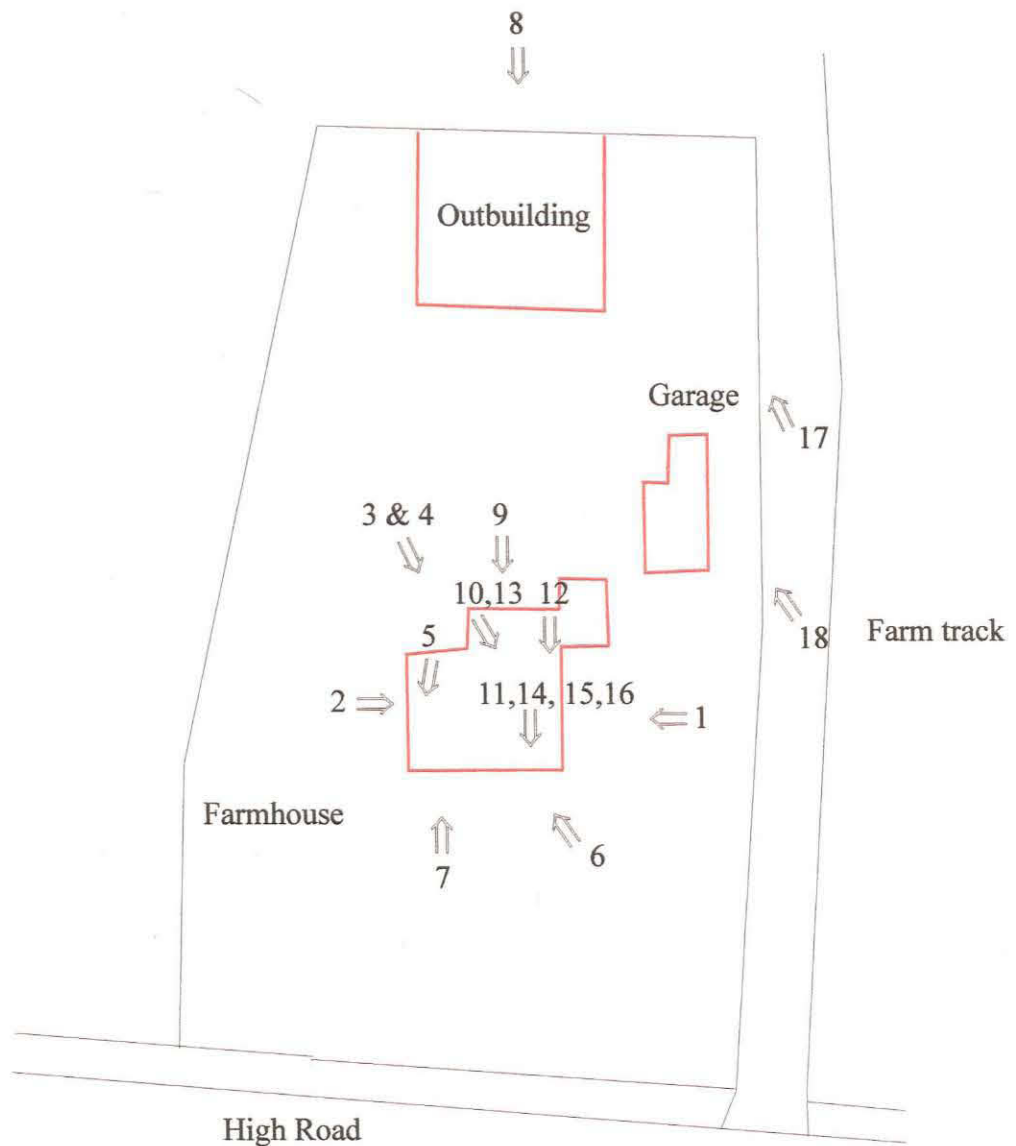 8
Outbuilding
Garage
17
3 & 4
9
10,13
12
5
18
Farm track
2
11,14, 15,16
1
Farmhouse
6
7
High Road